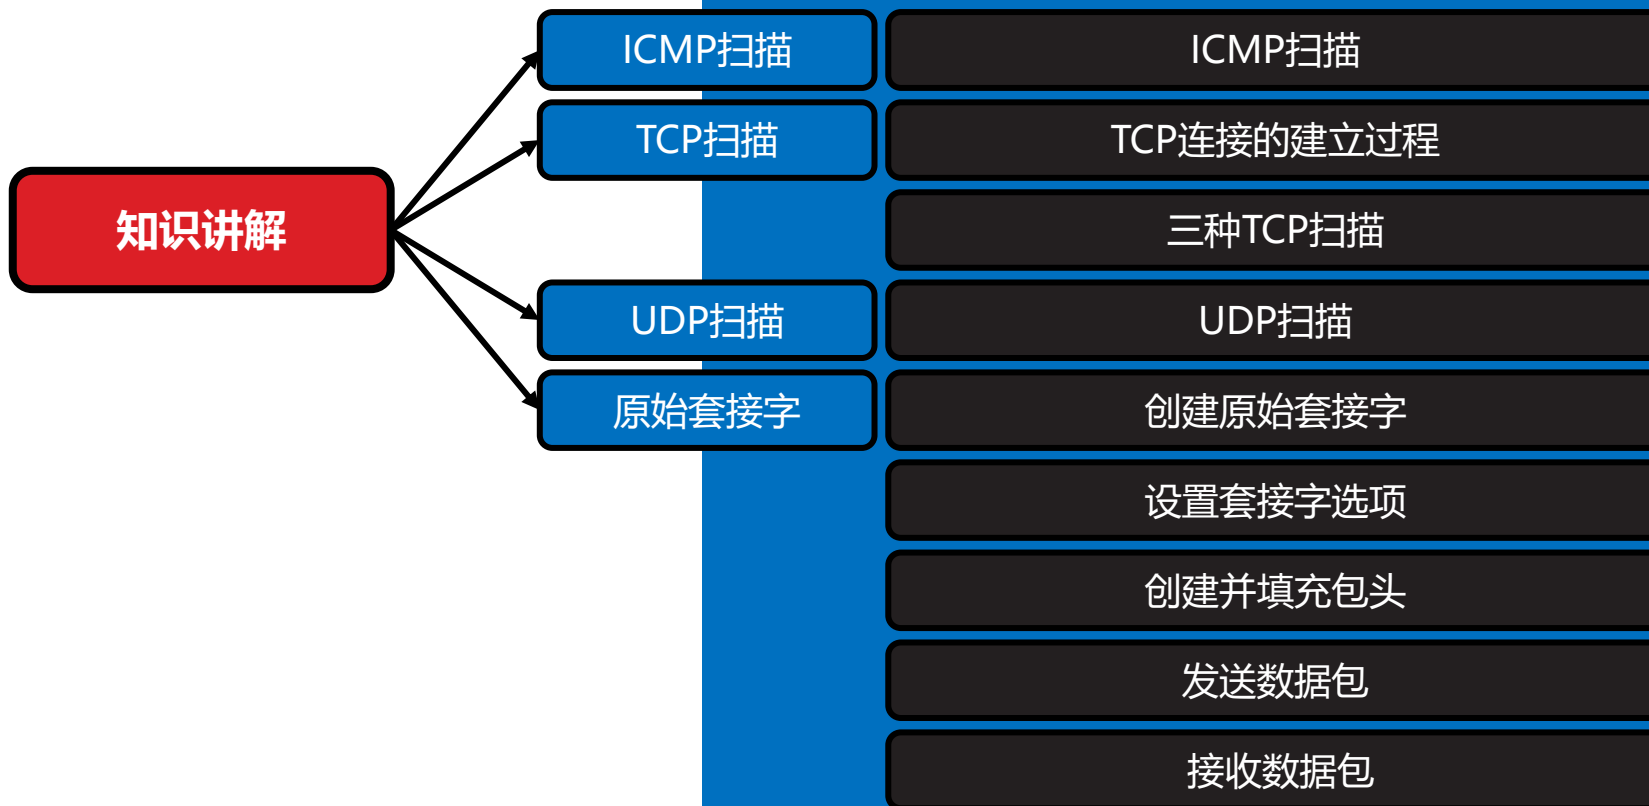 知识讲解
ICMP扫描
ICMP扫描
TCP扫描
TCP连接的建立过程
三种TCP扫描
UDP扫描
UDP扫描
原始套接字
创建原始套接字
设置套接字选项
创建并填充包头
发送数据包
接收数据包